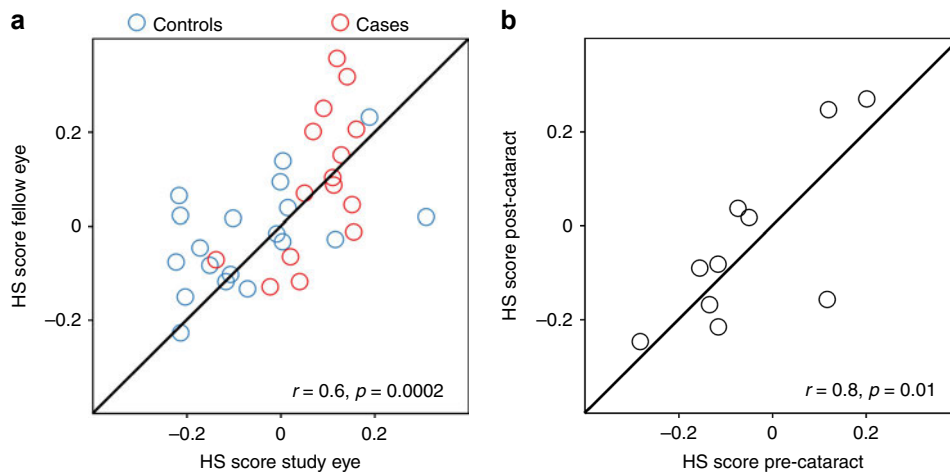 a
Controls
Cases
HS score fellow eye
0.2
0
−0.2
r = 0.6, p = 0.0002
−0.2
0
0.2
HS score study eye
b
HS score post-cataract
0.2
0
−0.2
r = 0.8, p = 0.01
−0.2
0
0.2
HS score pre-cataract